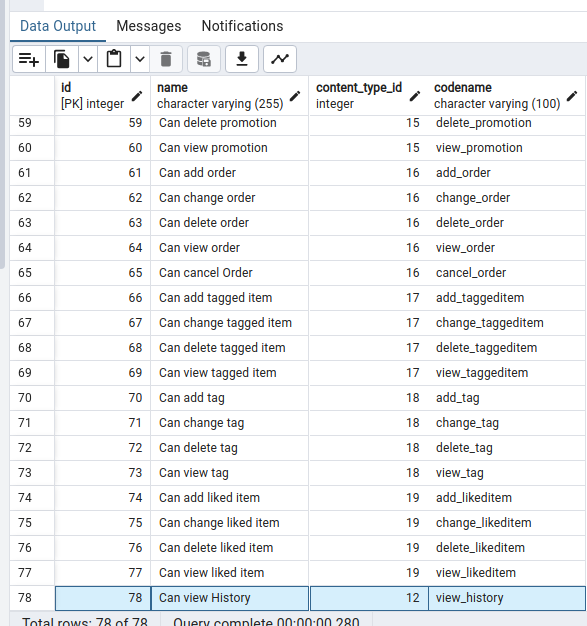 Data Output Messages Notifications
id name content_type_id codename
[PK] integer character varying (255) integer character varying (100)
59 59 Can delete promotion 15 delete_promotion
60 60 Can view promotion 15 view_promotion
61 61 Can add order 16 add_order
62 62 Can change order 16 change_order
63 63 Can delete order 16 delete_order
64 64 Can view order 16 view_order
65 65 Can cancel Order 16 cancel_order
66 66 Can add tagged item 17 add_taggeditem
67 67 Can change tagged item 17 change_taggeditem
68 68 Can delete tagged item 17 delete_taggeditem
69 69 Can view tagged item 17 view_taggeditem
70 70 Can add tag 18 add_tag
71 71 Can change tag 18 change_tag
72 72 Can delete tag 18 delete_tag
73 73 Can view tag 18 view_tag
74 74 Can add liked item 19 add_likeditem
75 75 Can change liked item 19 change_likeditem
76 76 Can delete liked item 19 delete_likeditem
77 77 Can view liked item 19 view_likeditem
78 78 Can view History 12 view_history
Total rows: 78 of 78 Query complete 00:00:00.280